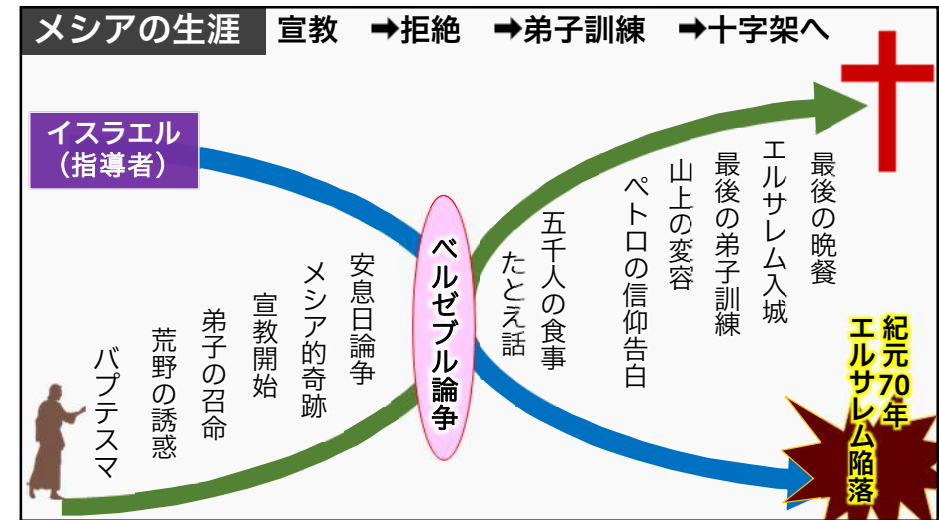 メシアの生涯 宣教 ➡拒絶 ➡弟子訓練 ➡十字架へ
イスラエル
（指導者）
バプテスマ
荒野の誘惑
弟子の召命
宣教開始
メシア的奇跡
安息日論争
ベルゼブル論争
たとえ話
五千人の食事
ペトロの信仰告白
山上の変容
最後の弟子訓練
エルサレム入城
最後の晩餐
紀元70年
エルサレム陥落